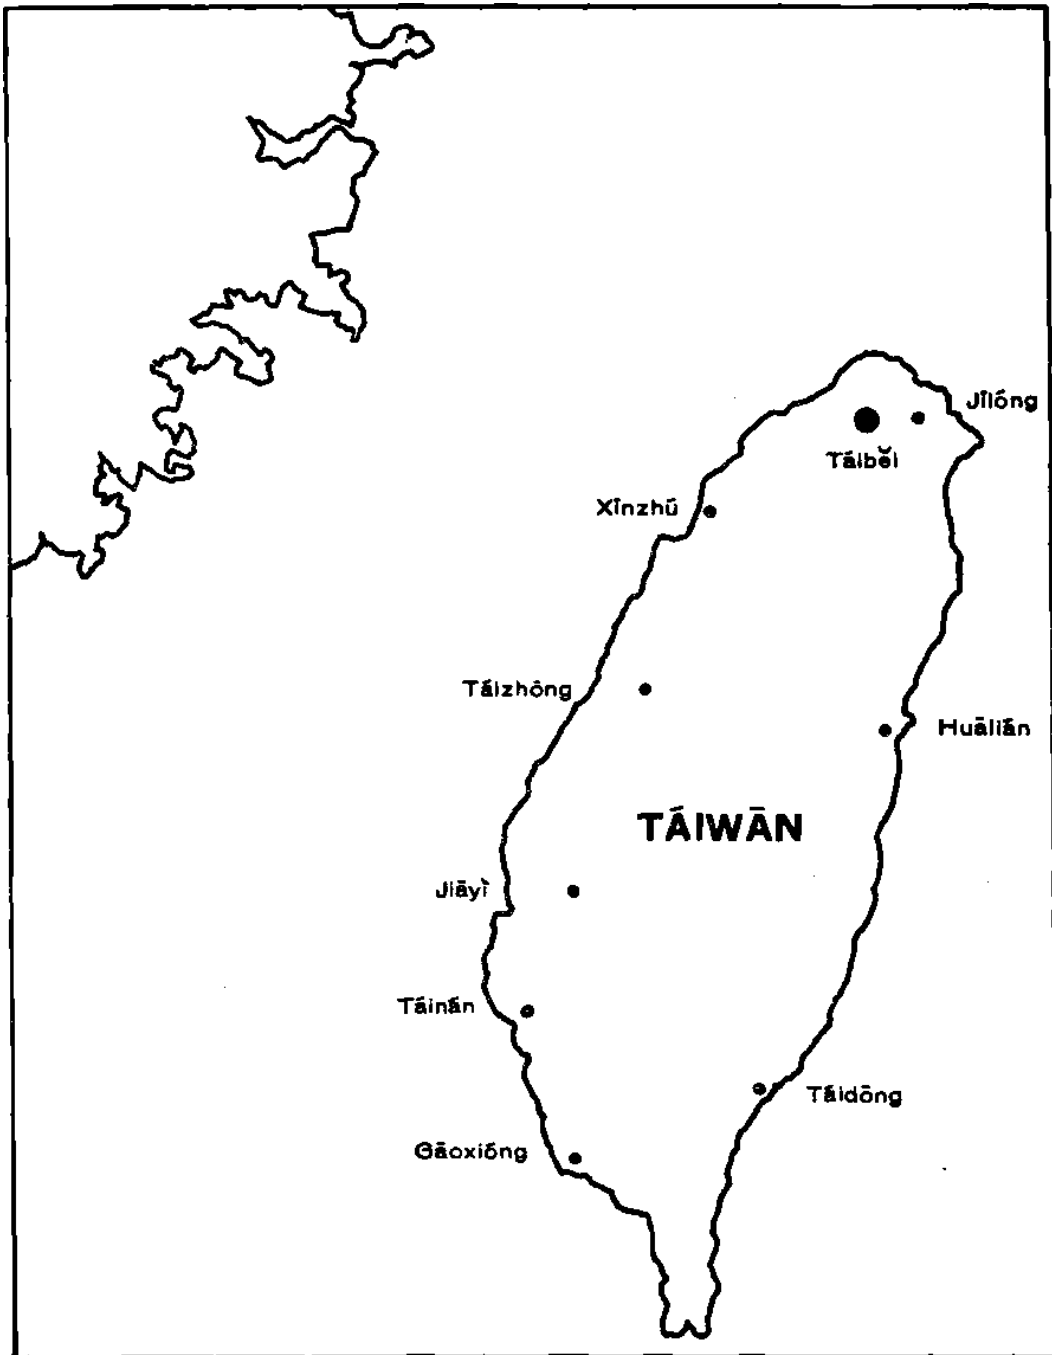 Jīlóng
Táiběi
Xīnzhú
Táizhōng
Huālián
TÁIWĀN
Jiāyì
Táinán
Táidōng
Gāoxióng